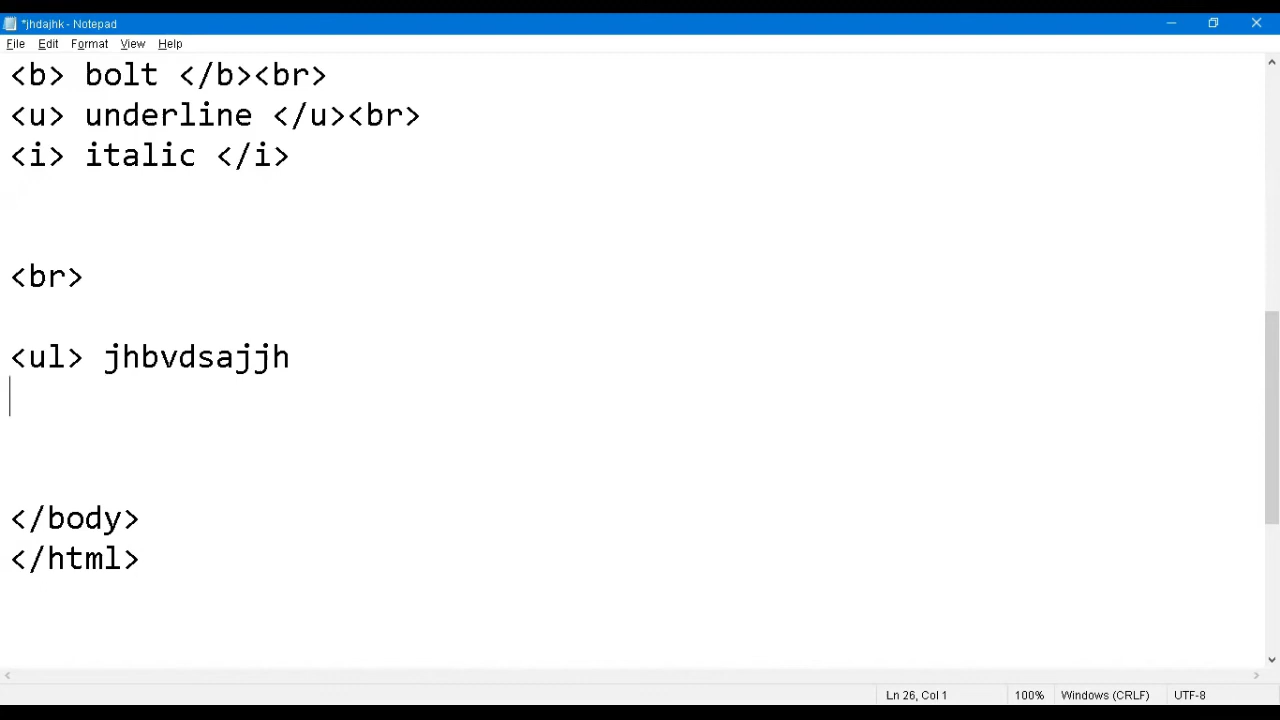 *jhdajhk - Notepad
File Edit Format View Help
<b> bolt </b><br>
<u> underline </u><br>
<i> italic </i>
<br>
<ul> jhbvdsajjh
</body>
</html>
Ln 26, Col 1 100% Windows (CRLF) UTF-8